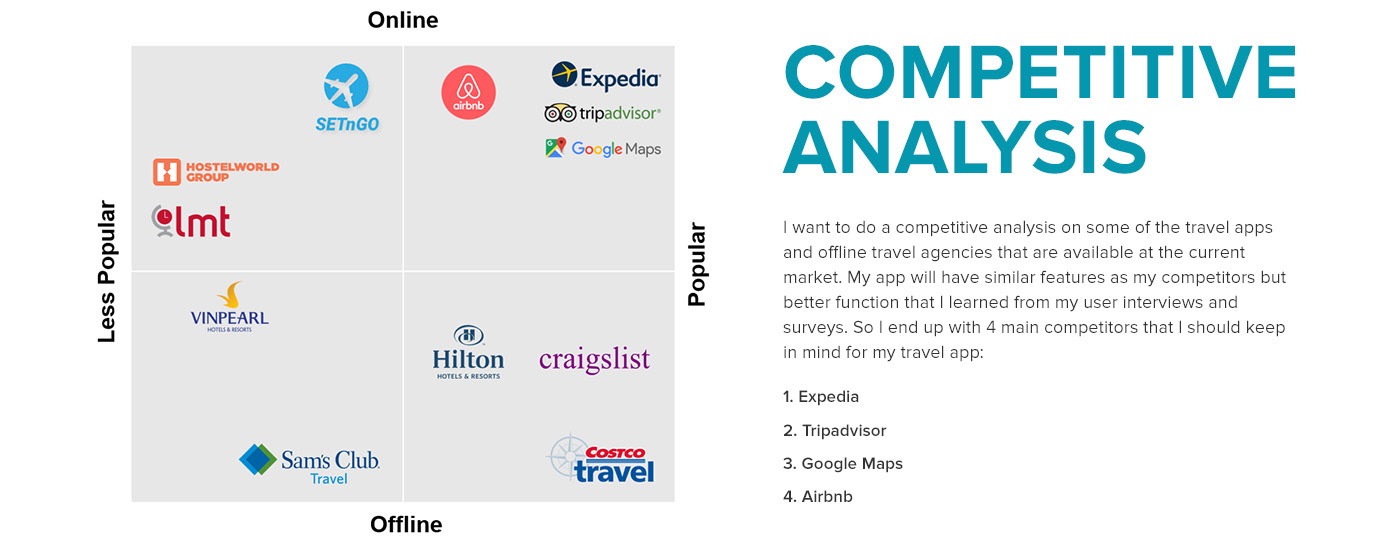 Online
SETnGO
airbnb
Expedia
tripadvisor®
Google Maps
HOSTELWORLD
GROUP
lmt
Less Popular
Popular
VINPEARL
HOTELS & RESORTS
Hilton
HOTELS & RESORTS
craigslist
Sam's Club
Travel
COSTCO
travel
Offline
COMPETITIVE
ANALYSIS
I want to do a competitive analysis on some of the travel apps
and offline travel agencies that are available at the current
market. My app will have similar features as my competitors but
better function that I learned from my user interviews and
surveys. So I end up with 4 main competitors that I should keep
in mind for my travel app:
1. Expedia
2. Tripadvisor
3. Google Maps
4. Airbnb